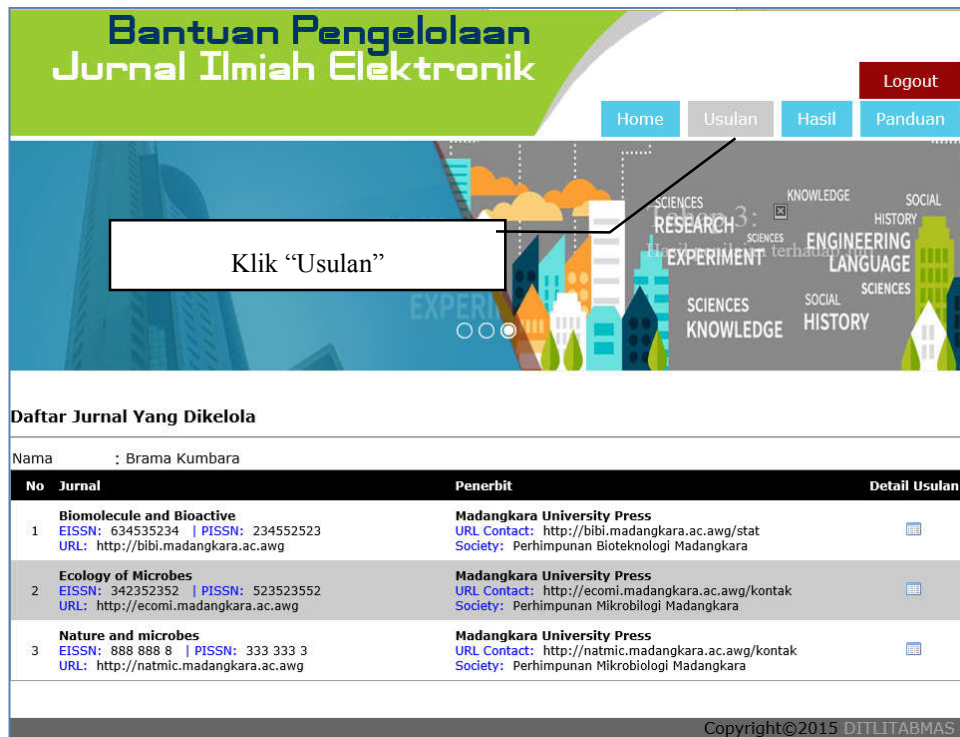 Bantuan Pengelolaan
Jurnal Ilmiah Elektronik
Logout
Home Usulan Hasil Panduan
Klik “Usulan”
SCIENCES
RESEARCH
SCIENCES
EXPERIMENT
KNOWLEDGE
SOCIAL
HISTORY
ENGINEERING
LANGUAGE
SCIENCES
SCIENCES
KNOWLEDGE
SOCIAL
HISTORY
3:
terhadap
Daftar Jurnal Yang Dikelola
Nama : Brama Kumbara
No Jurnal Penerbit Detail Usulan
Biomolecule and Bioactive Madangkara University Press
1 EISSN: 634535234 | PISSN: 234552523 URL Contact: http://bibi.madangkara.ac.awg/stat
URL: http://bibi.madangkara.ac.awg Society: Perhimpunan Bioteknologi Madangkara
Ecology of Microbes Madangkara University Press
2 EISSN: 342352352 | PISSN: 523523552 URL Contact: http://ecomi.madangkara.ac.awg/kontak
URL: http://ecomi.madangkara.ac.awg Society: Perhimpunan Mikrobilogi Madangkara
Nature and microbes Madangkara University Press
3 EISSN: 888 888 8 | PISSN: 333 333 3 URL Contact: http://natmic.madangkara.ac.awg/kontak
URL: http://natmic.madangkara.ac.awg Society: Perhimpunan Mikrobiologi Madangkara
Copyright©2015 DITLITABMAS